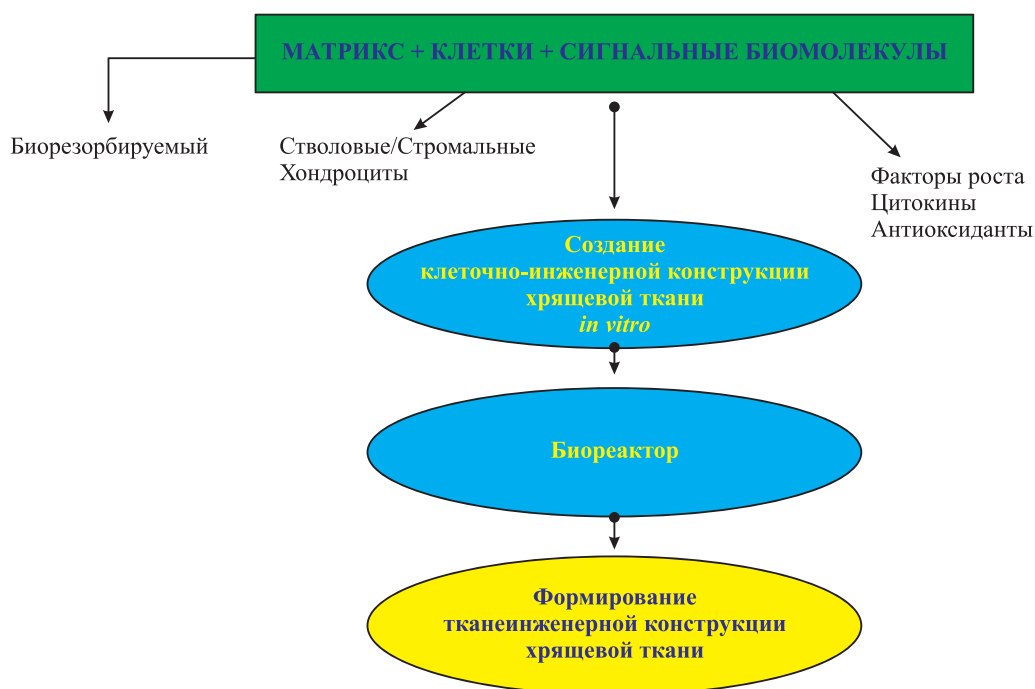 МАТРИКС + КЛЕТКИ + СИГНАЛЬНЫЕ БИОМОЛЕКУЛЫ
Биорезорбируемый
Стволовые/Стромальные
Хондроциты
Факторы роста
Цитокины
Антиоксиданты
Создание
клеточно-инженерной конструкции
хрящевой ткани
in vitro
Биореактор
Формирование
тканеинженерной конструкции
хрящевой ткани